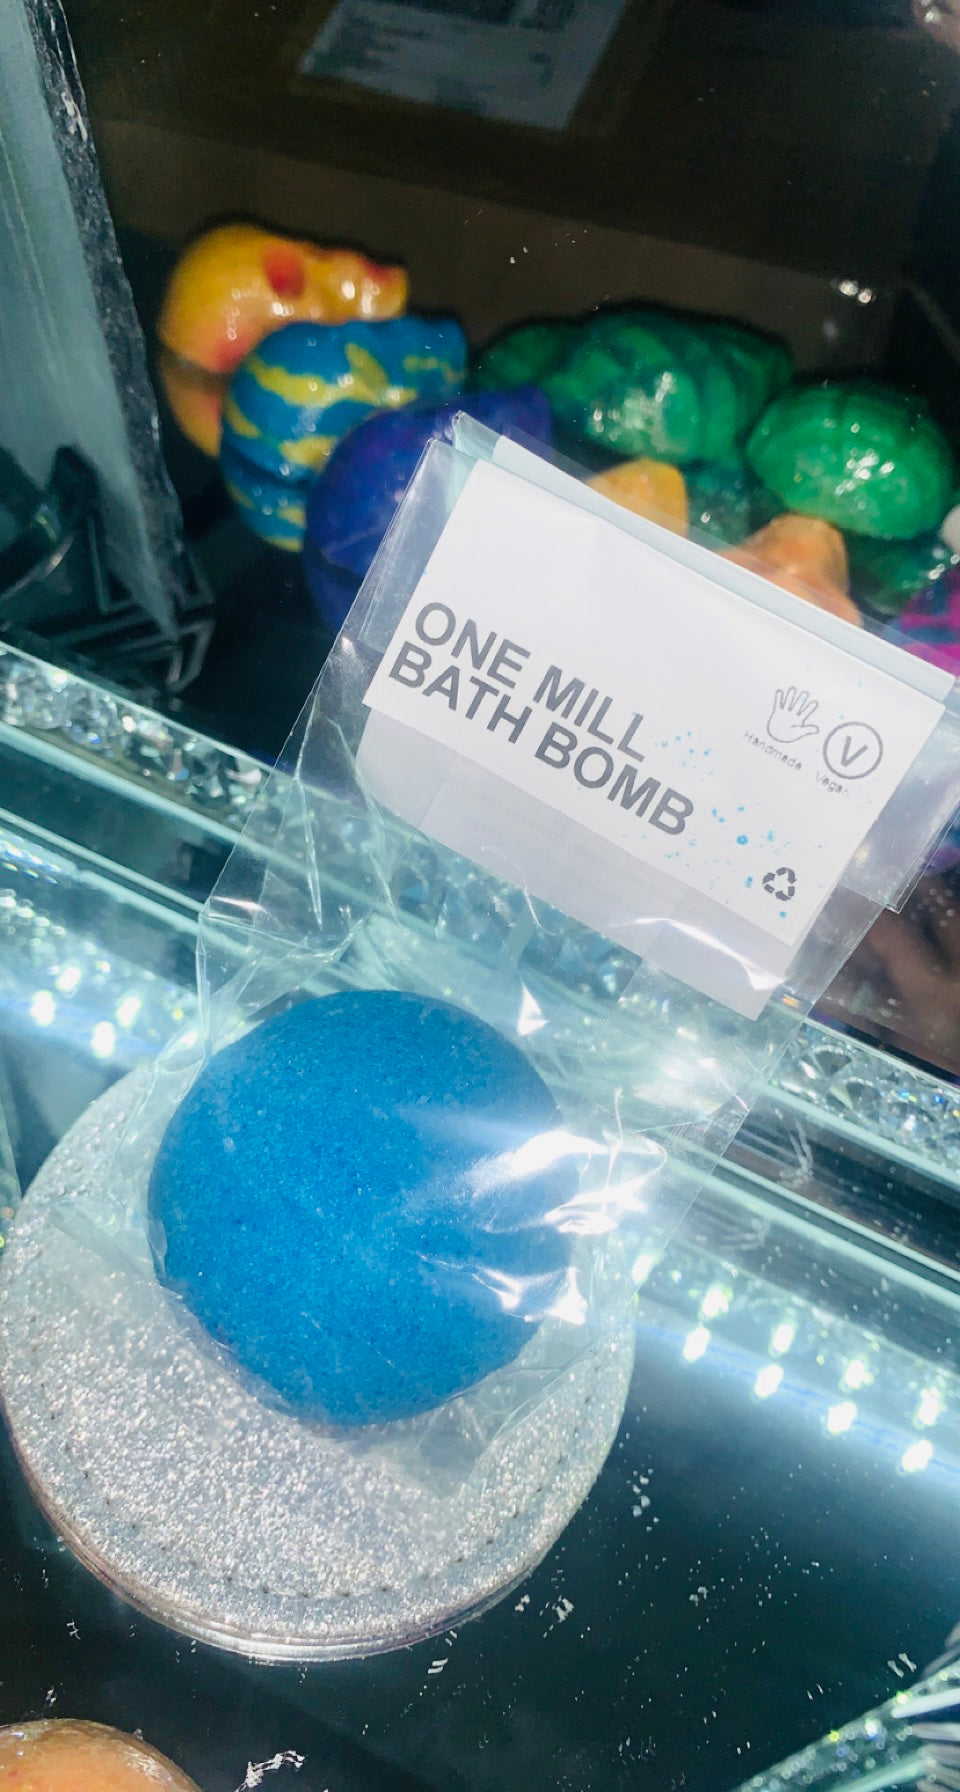 ONE MILL
BATH BOMB
Handmade
Vegan
V